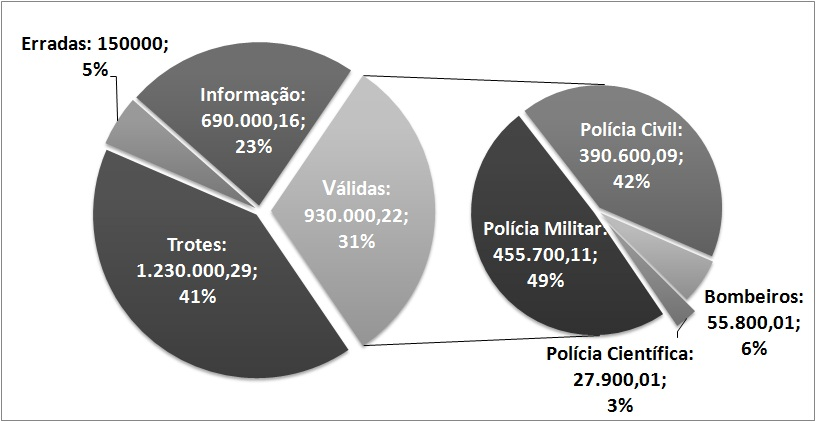 Erradas: 150000;
5%
Informação:
690.000,16;
23%
Válidas:
930.000,22;
31%
Trotes:
1.230.000,29;
41%
Polícia Civil:
390.600,09;
42%
Polícia Militar:
455.700,11;
49%
Bombeiros:
55.800,01;
6%
Polícia Científica:
27.900,01;
3%